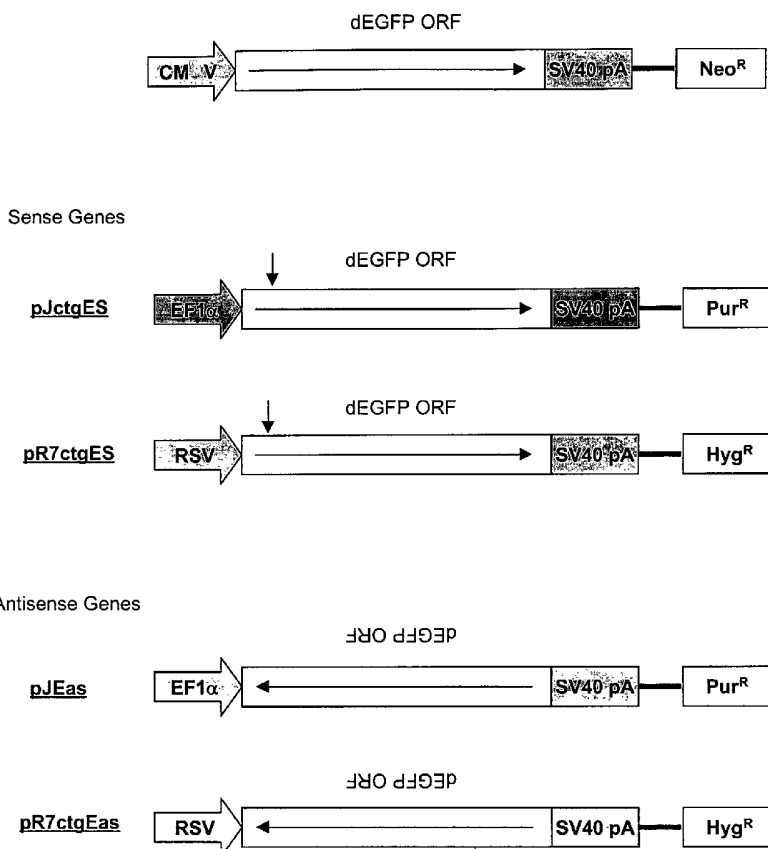 dEGFP ORF
CMV SV40 pA Neo^R
Sense Genes
dEGFP ORF
pJctgES EF1α SV40 pA Pur^R
dEGFP ORF
pR7ctgES RSV SV40 pA Hyg^R
Antisense Genes
dEGFP ORF
pJEas EF1α SV40 pA Pur^R
dEGFP ORF
pR7ctgEas RSV SV40 pA Hyg^R